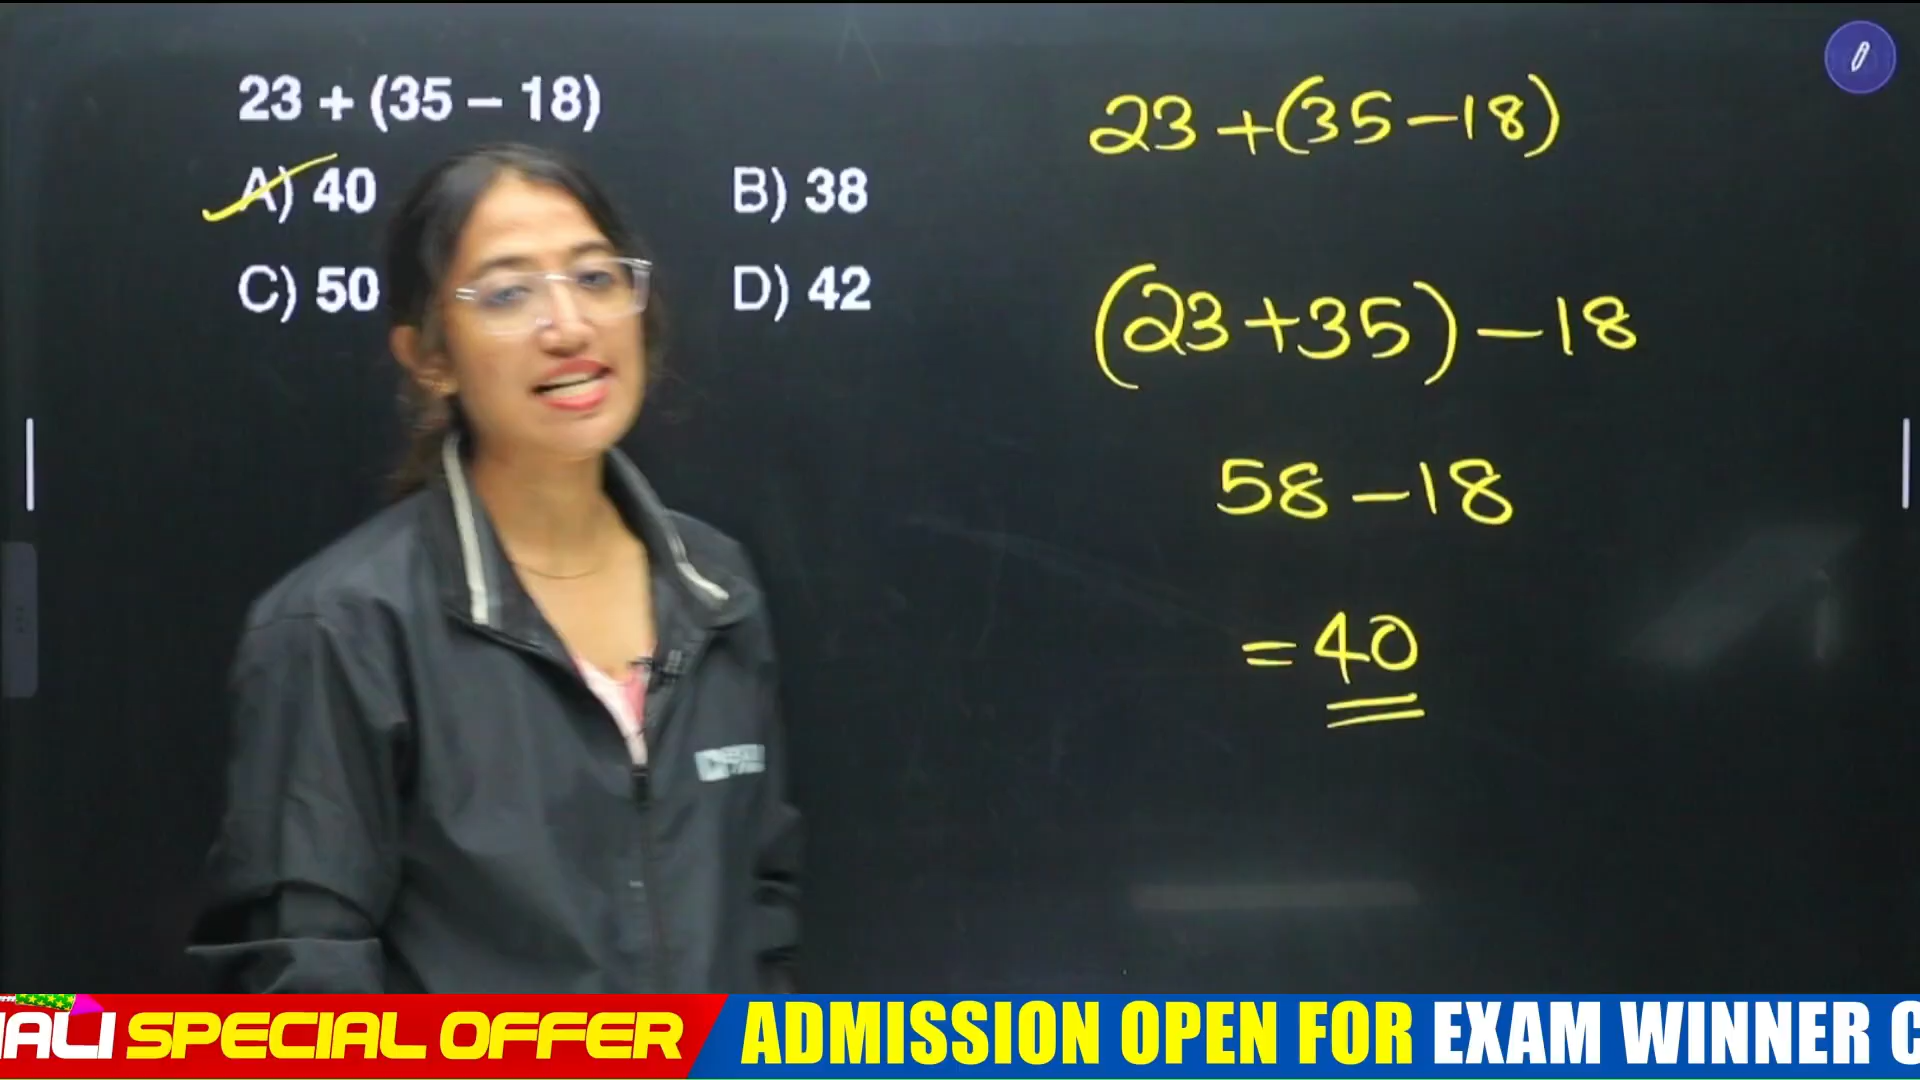 23 + (35 – 18)
A) 40
B) 38
C) 50
D) 42
23 + (35 – 18)
(23 + 35) – 18
58 – 18
= 40
SPECIAL OFFER
ADMISSION OPEN FOR EXAM WINNER